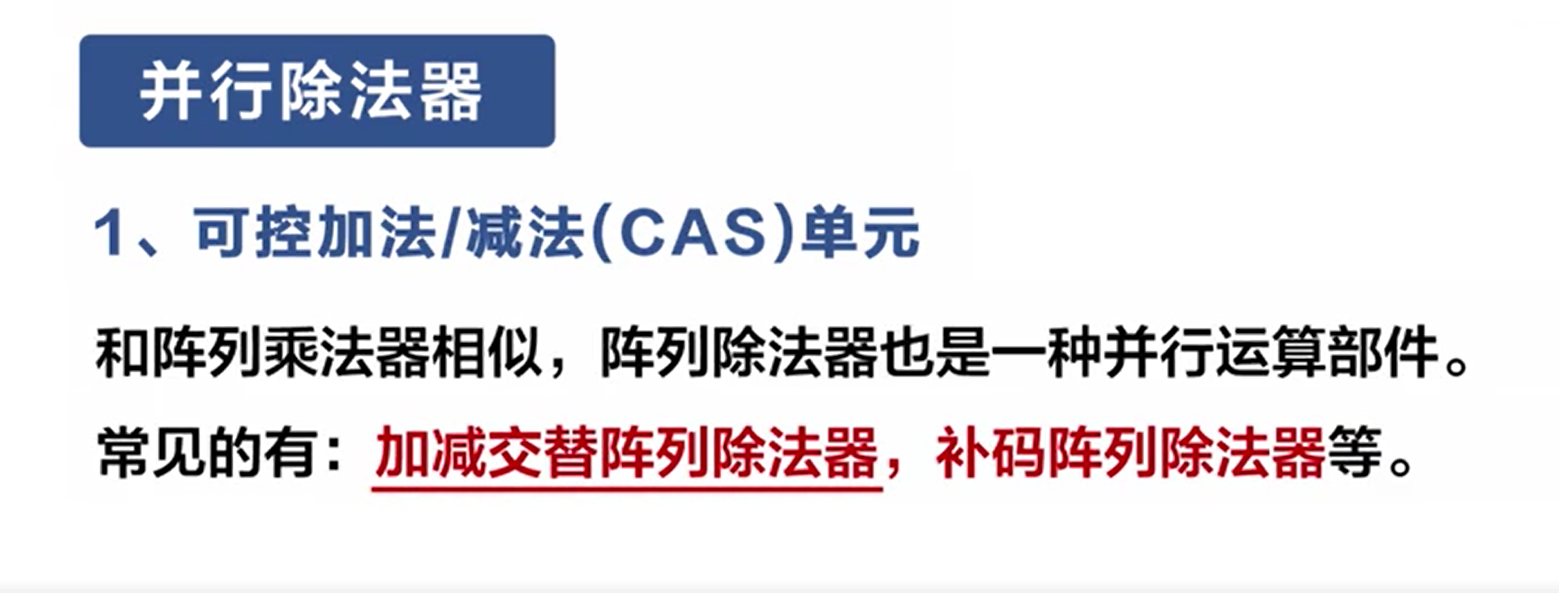 并行除法器
1、可控加法/减法(CAS)单元
和阵列乘法器相似，阵列除法器也是一种并行运算部件。
常见的有：加减交替阵列除法器，补码阵列除法器等。